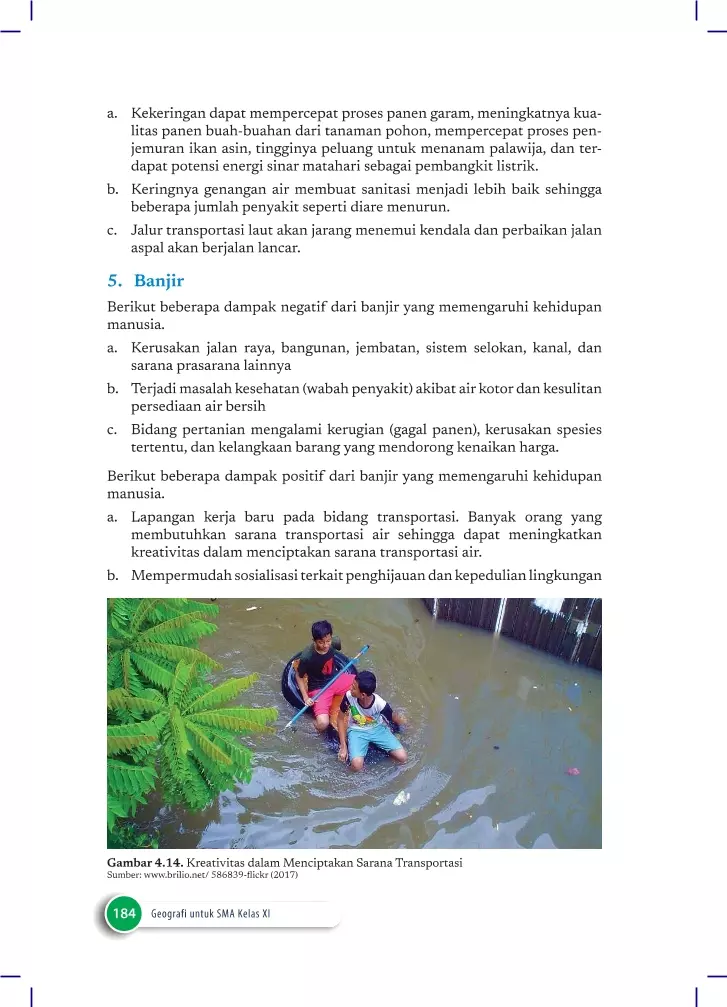 a. Kekeringan dapat mempercepat proses panen garam, meningkatnya kua-
litas panen buah-buahan dari tanaman pohon, mempercepat proses pen-
jemuran ikan asin, tingginya peluang untuk menanam palawija, dan ter-
dapat potensi energi sinar matahari sebagai pembangkit listrik.
b. Keringnya genangan air membuat sanitasi menjadi lebih baik sehingga
beberapa jumlah penyakit seperti diare menurun.
c. Jalur transportasi laut akan jarang menemui kendala dan perbaikan jalan
aspal akan berjalan lancar.
5. Banjir
Berikut beberapa dampak negatif dari banjir yang memengaruhi kehidupan
manusia.
a. Kerusakan jalan raya, bangunan, jembatan, sistem selokan, kanal, dan
sarana prasarana lainnya
b. Terjadi masalah kesehatan (wabah penyakit) akibat air kotor dan kesulitan
persediaan air bersih
c. Bidang pertanian mengalami kerugian (gagal panen), kerusakan spesies
tertentu, dan kelangkaan barang yang mendorong kenaikan harga.
Berikut beberapa dampak positif dari banjir yang memengaruhi kehidupan
manusia.
a. Lapangan kerja baru pada bidang transportasi. Banyak orang yang
membutuhkan sarana transportasi air sehingga dapat meningkatkan
kreativitas dalam menciptakan sarana transportasi air.
b. Mempermudah sosialisasi terkait penghijauan dan kepedulian lingkungan
Gambar 4.14. Kreativitas dalam Menciptakan Sarana Transportasi
Sumber: www.brilio.net/ 586839-flickr (2017)
184 Geografi untuk SMA Kelas XI